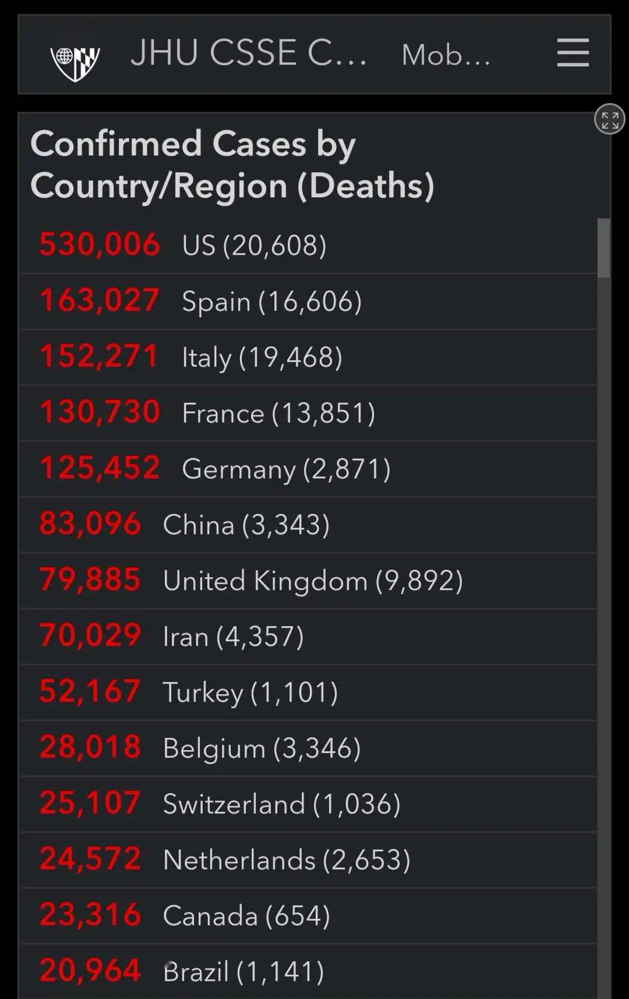 JHU CSSE C... Mob...
Confirmed Cases by
Country/Region (Deaths)
530,006 US (20,608)
163,027 Spain (16,606)
152,271 Italy (19,468)
130,730 France (13,851)
125,452 Germany (2,871)
83,096 China (3,343)
79,885 United Kingdom (9,892)
70,029 Iran (4,357)
52,167 Turkey (1,101)
28,018 Belgium (3,346)
25,107 Switzerland (1,036)
24,572 Netherlands (2,653)
23,316 Canada (654)
20,964 Brazil (1,141)